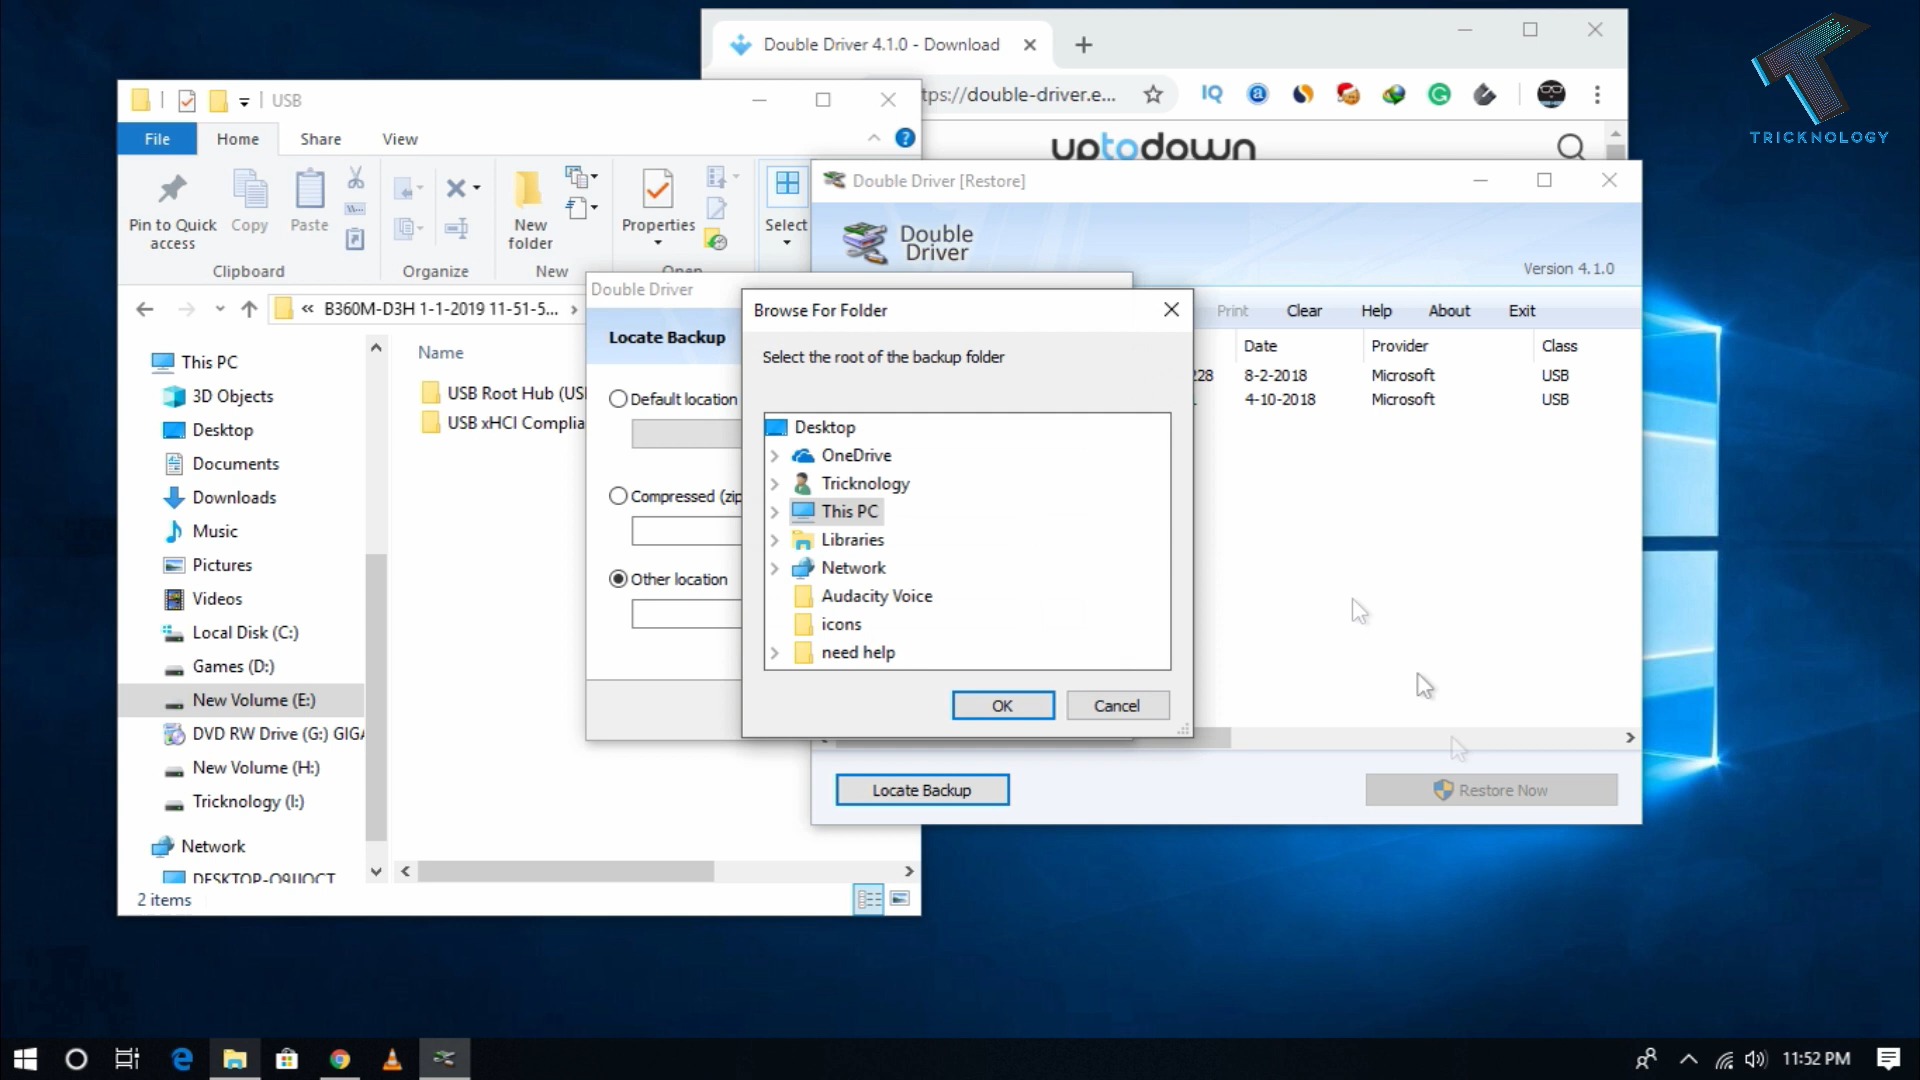 Double Driver 4.1.0 - Download
tps://double-driver.e...
IQ
uptodown
TRICKNOLOGY
USB
File
Home
Share
View
Pin to Quick access
Copy
Paste
Clipboard
Organize
New folder
New
Properties
Open
Select
B360M-D3H 1-1-2019 11-51-5...
This PC
3D Objects
Desktop
Documents
Downloads
Music
Pictures
Videos
Local Disk (C:)
Games (D:)
New Volume (E:)
DVD RW Drive (G:) GIGA
New Volume (H:)
Tricknology (I:)
Network
DESKTOP-O9UOCT
Name
USB Root Hub (USB
USB xHCI Complia
2 items
Double Driver [Restore]
Double Driver
Version 4.1.0
Print
Clear
Help
About
Exit
Date
Provider
Class
228
8-2-2018
Microsoft
USB
4-10-2018
Microsoft
USB
Locate Backup
Restore Now
Double Driver
Locate Backup
Default location
Compressed (zip
Other location
Browse For Folder
Select the root of the backup folder
Desktop
OneDrive
Tricknology
This PC
Libraries
Network
Audacity Voice
icons
need help
OK
Cancel
11:52 PM